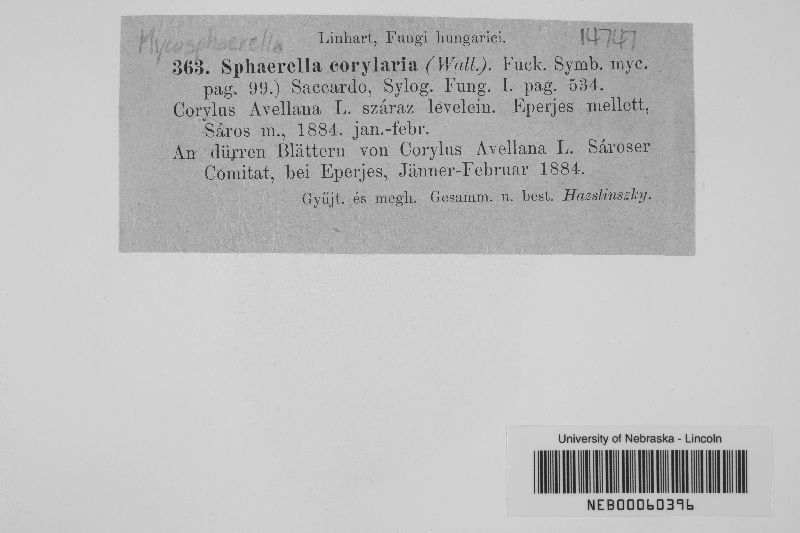 Mycosphaerella
Linhart, Fungi hungarici. 14747
363. Sphaerella corylaria (Wall.). Fuck. Symb. myc.
pag. 99.) Saccardo, Sylog. Fung. I. pag. 534.
Corylus Avellana L. száraz levelein. Eperjes mellett,
Sáros m., 1884. jan.-febr.
An dürren Blättern von Corylus Avellana L. Sároser
Comitat, bei Eperjes, Jänner-Februar 1884.
Gyűjt. és megh. Gesamm. u. best. Hazslinszky.
University of Nebraska - Lincoln
NEB00060396